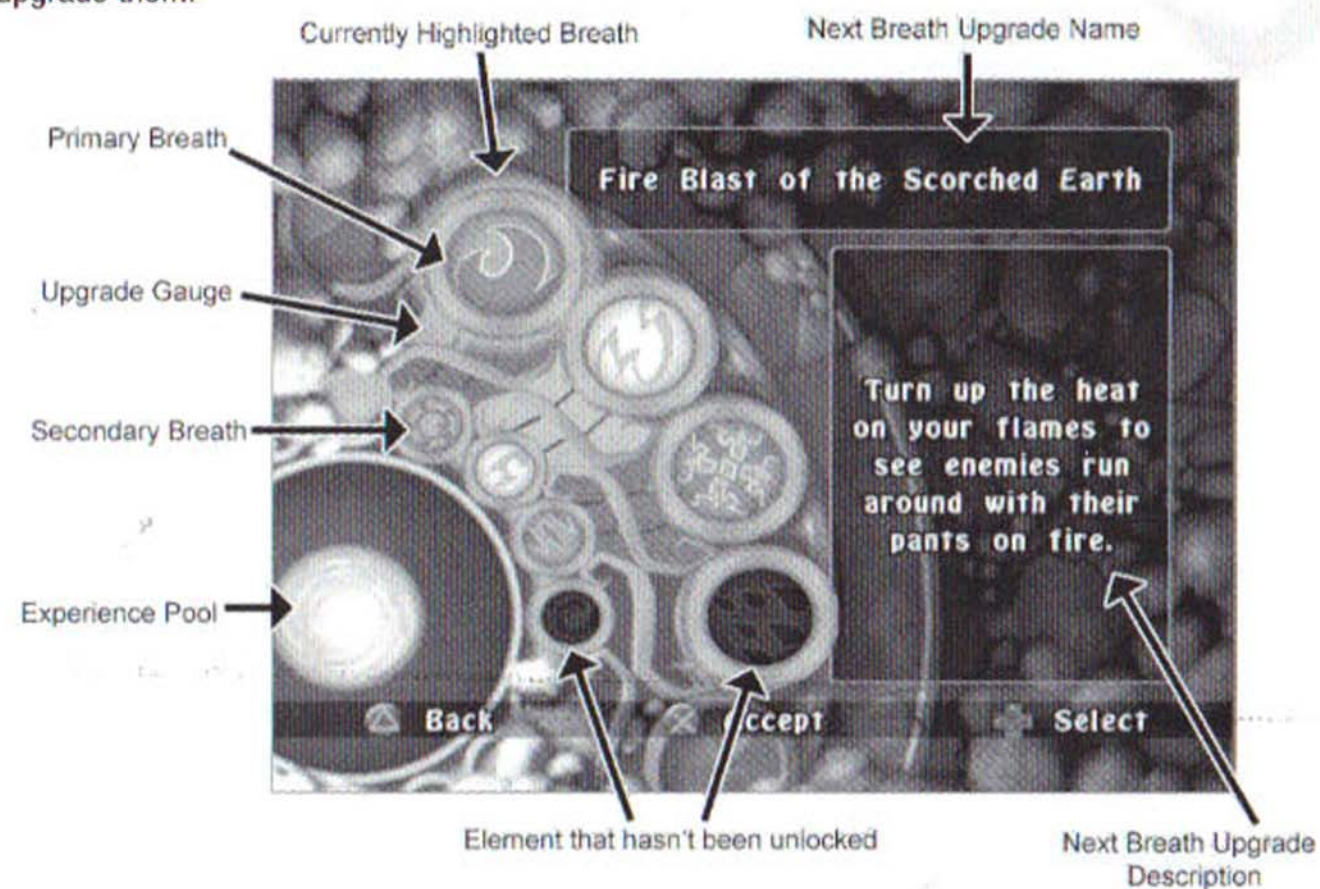 upgrade them.
Currently Highlighted Breath
Next Breath Upgrade Name
Primary Breath
Fire Blast of the Scorched Earth
Upgrade Gauge
Turn up the heat
on your flames to
see enemies run
around with their
pants on fire.
Secondary Breath
Experience Pool
Back
Accept
Select
Element that hasn't been unlocked
Next Breath Upgrade
Description